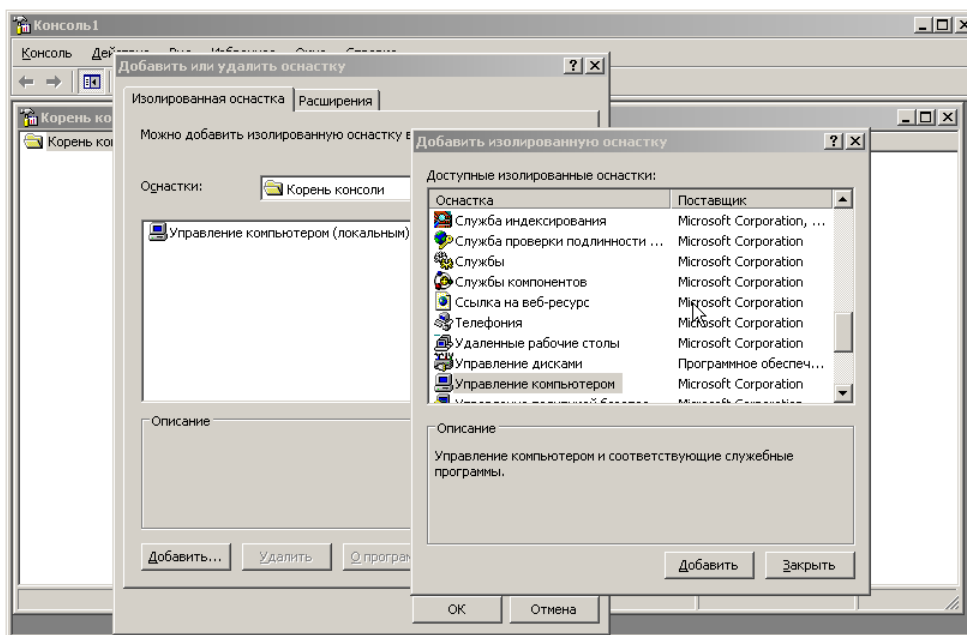 Консоль1
Консоль
Добавить или удалить оснастку
Изолированная оснастка Расширения
Можно добавить изолированную оснастку в
Оснастки: Корень консоли
Управление компьютером (локальным)
Описание
Добавить... Удалить
OK Отмена
Корень
Корень
Добавить изолированную оснастку
Доступные изолированные оснастки:
Оснастка Поставщик
Служба индексирования Microsoft Corporation, ...
Служба проверки подлинности ... Microsoft Corporation
Службы Microsoft Corporation
Службы компонентов Microsoft Corporation
Ссылка на веб-ресурс Microsoft Corporation
Телефония Microsoft Corporation
Удаленные рабочие столы Microsoft Corporation
Управление дисками Программное обеспеч...
Управление компьютером Microsoft Corporation
Описание
Управление компьютером и соответствующие служебные
программы.
Добавить Закрыть